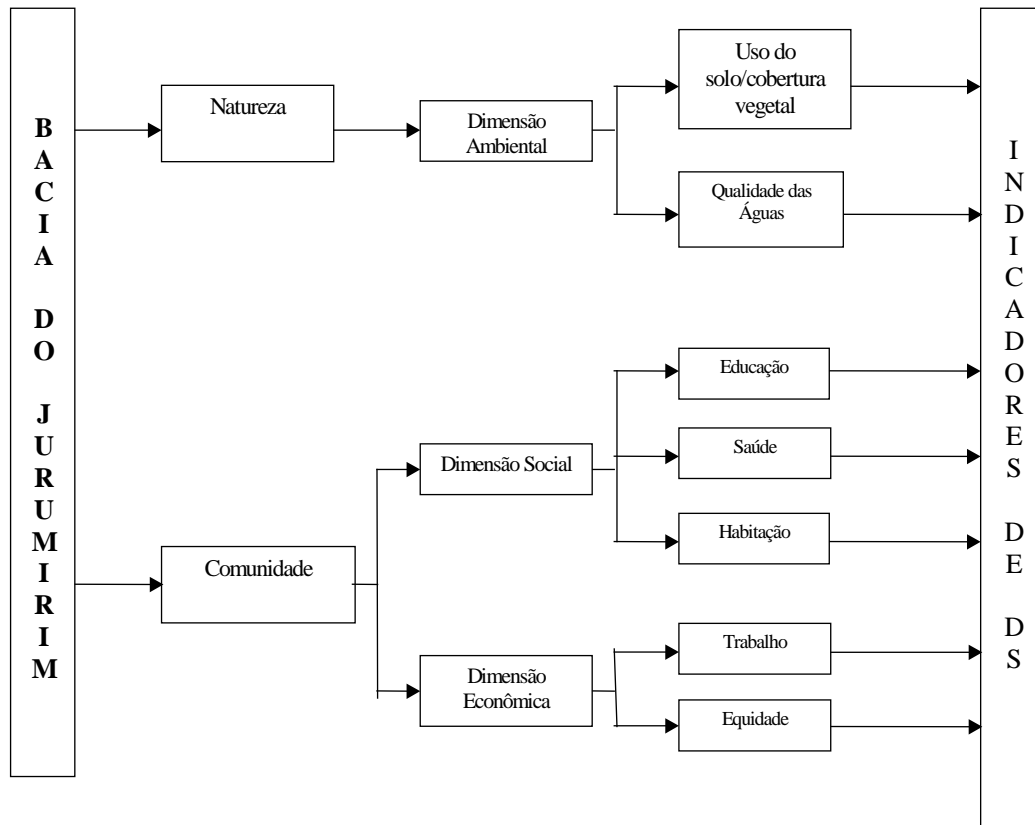 BACIA DO JURUMIRIM
Natureza
Dimensão
Ambiental
Uso do
solo/cobertura
vegetal
Qualidade das
Águas
Comunidade
Dimensão Social
Educação
Saúde
Habitação
Dimensão
Econômica
Trabalho
Equidade
INDICADORES DE DS